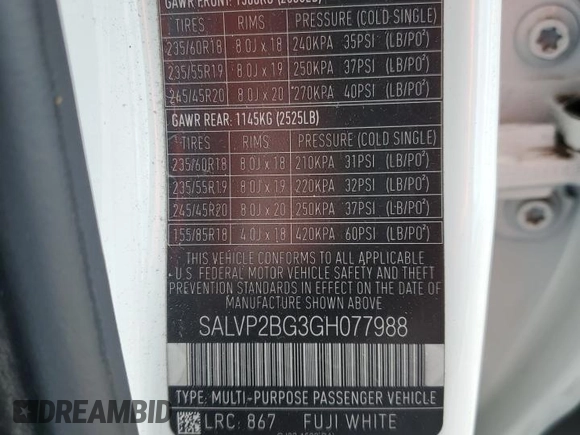 GAWR FRONT:
235/60R18 8.0J x 18 240KPA 35PSI (LB/PO²)
235/55R19 8.0J x 19 250KPA 37PSI (LB/PO²)
245/45R20 8.0J x 20 270KPA 40PSI (LB/PO²)
GAWR REAR: 1145KG (2525LB)
TIRES RIMS PRESSURE (COLD SINGLE)
235/60R18 8.0J x 18 210KPA 31PSI (LB/PO²)
235/55R19 8.0J x 19 220KPA 32PSI (LB/PO²)
245/45R20 8.0J x 20 250KPA 37PSI (LB/PO²)
155/85R18 4.0J x 18 420KPA 60PSI (LB/PO²)
THIS VEHICLE CONFORMS TO ALL APPLICABLE
U.S. FEDERAL MOTOR VEHICLE SAFETY AND THEFT
PREVENTION STANDARDS IN EFFECT ON THE DATE OF
MANUFACTURE SHOWN ABOVE
SALVP2BG3GH077988
TYPE: MULTI-PURPOSE PASSENGER VEHICLE
LRC: 867 FUJI WHITE
DREAMBID